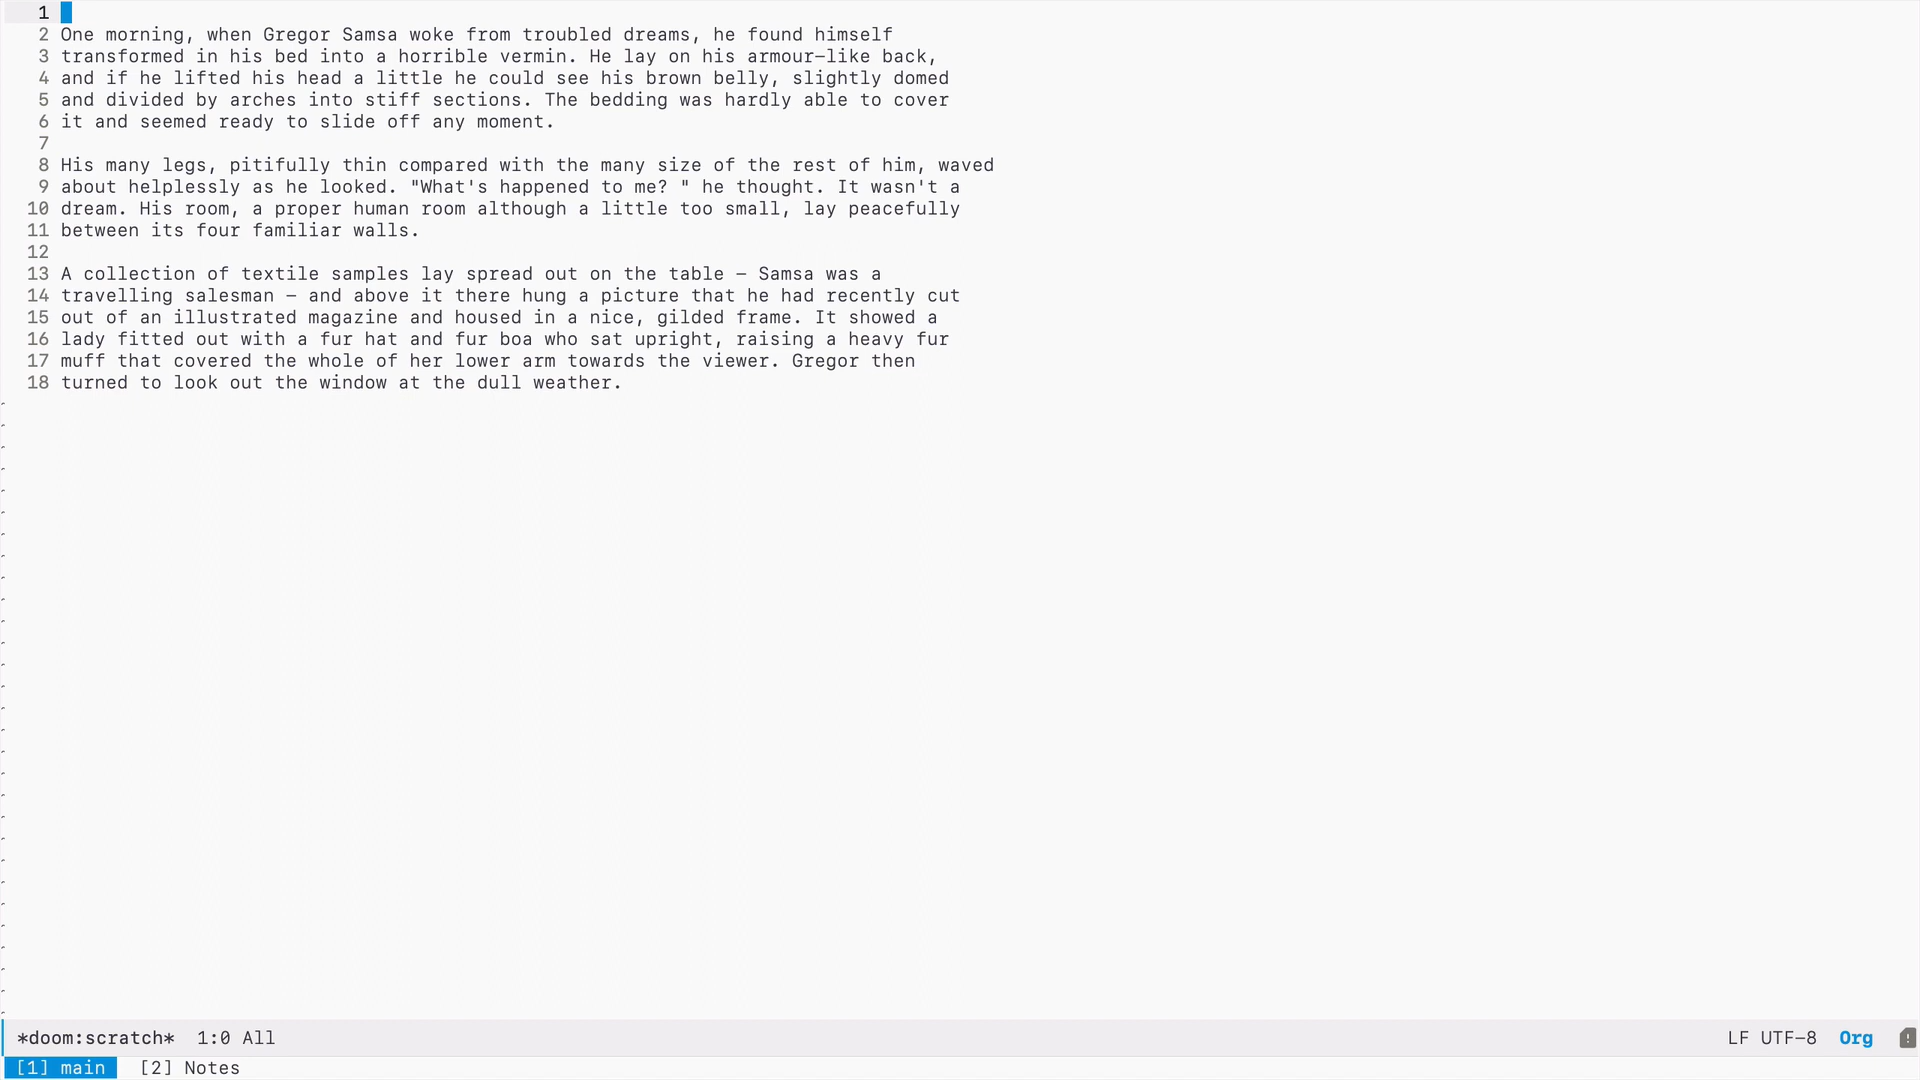 1
2 One morning, when Gregor Samsa woke from troubled dreams, he found himself
3 transformed in his bed into a horrible vermin. He lay on his armour-like back,
4 and if he lifted his head a little he could see his brown belly, slightly domed
5 and divided by arches into stiff sections. The bedding was hardly able to cover
6 it and seemed ready to slide off any moment.
7
8 His many legs, pitifully thin compared with the many size of the rest of him, waved
9 about helplessly as he looked. "What's happened to me? " he thought. It wasn't a
10 dream. His room, a proper human room although a little too small, lay peacefully
11 between its four familiar walls.
12
13 A collection of textile samples lay spread out on the table - Samsa was a
14 travelling salesman - and above it there hung a picture that he had recently cut
15 out of an illustrated magazine and housed in a nice, gilded frame. It showed a
16 lady fitted out with a fur hat and fur boa who sat upright, raising a heavy fur
17 muff that covered the whole of her lower arm towards the viewer. Gregor then
18 turned to look out the window at the dull weather.
*doom:scratch* 1:0 All LF UTF-8 Org
[1] main [2] Notes